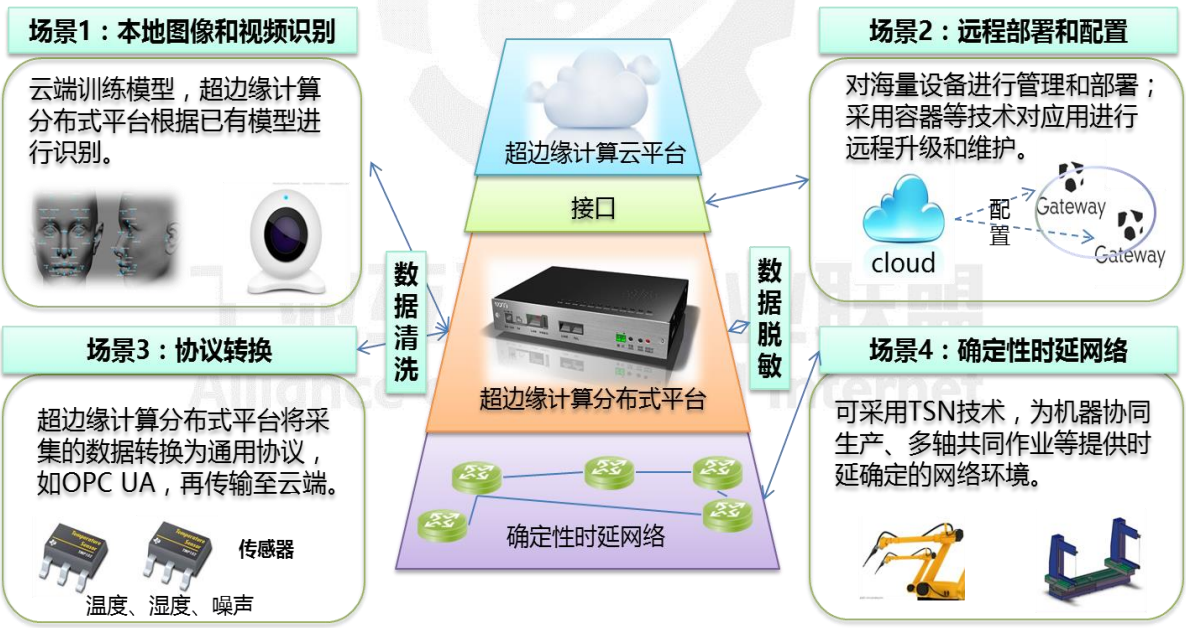 场景1：本地图像和视频识别
云端训练模型，超边缘计算
分布式平台根据已有模型进
行识别。
场景2：远程部署和配置
对海量设备进行管理和部署；
采用容器等技术对应用进行
远程升级和维护。
配
置
Gateway
Gateway
cloud
超边缘计算云平台
接口
数
据
清
洗
数
据
脱
敏
超边缘计算分布式平台
确定性时延网络
场景3：协议转换
超边缘计算分布式平台将采
集的数据转换为通用协议，
如OPC UA，再传输至云端。
Temperature
Sensor
Temperature
Sensor
传感器
温度、湿度、噪声
场景4：确定性时延网络
可采用TSN技术，为机器协同
生产、多轴共同作业等提供时
延确定的网络环境。